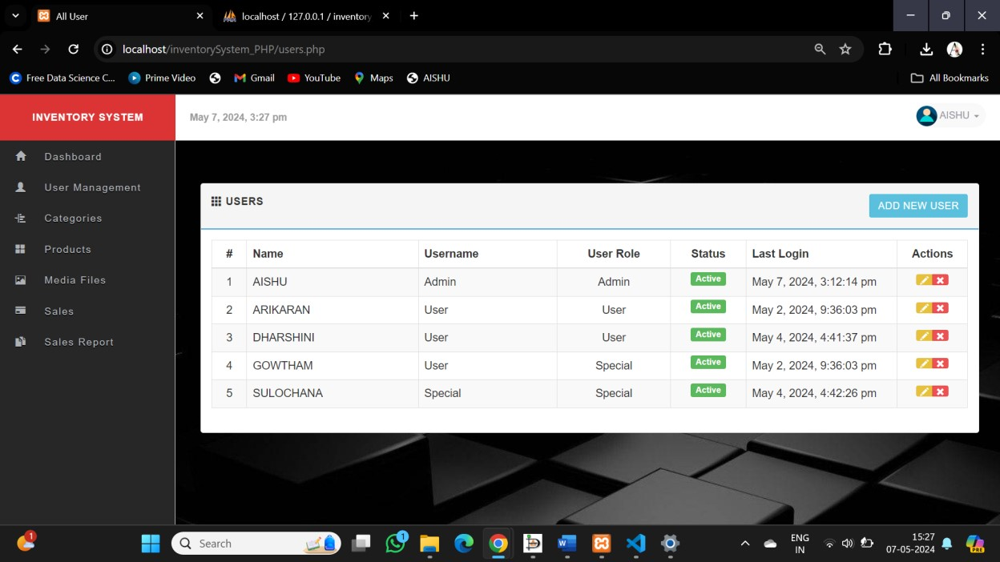 All User
localhost / 127.0.0.1 / inventory
localhost/inventorySystem_PHP/users.php
Free Data Science C... Prime Video Gmail YouTube Maps AISHU All Bookmarks
INVENTORY SYSTEM
May 7, 2024, 3:27 pm
AISHU
Dashboard
User Management
Categories
Products
Media Files
Sales
Sales Report
USERS
ADD NEW USER
# Name Username User Role Status Last Login Actions
1 AISHU Admin Admin Active May 7, 2024, 3:12:14 pm
2 ARIKARAN User User Active May 2, 2024, 9:36:03 pm
3 DHARSHINI User User Active May 4, 2024, 4:41:37 pm
4 GOWTHAM User Special Active May 2, 2024, 9:36:03 pm
5 SULOCHANA Special Special Active May 4, 2024, 4:42:26 pm
1
Search
1
ENG
IN
15:27
07-05-2024
PRE